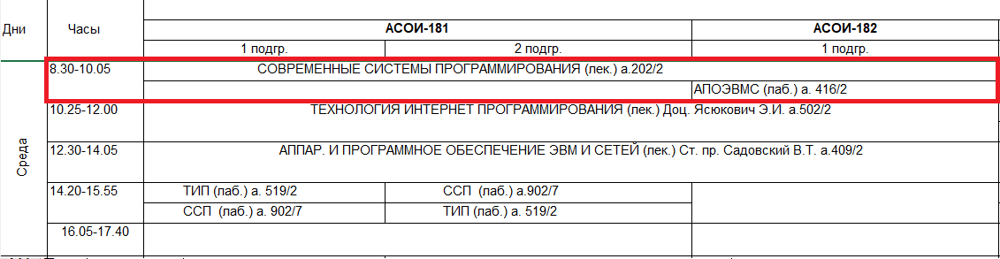 Дни Часы АСОИ-181 АСОИ-182
1 подгр. 2 подгр. 1 подгр.
Среда
8.30-10.05 СОВРЕМЕННЫЕ СИСТЕМЫ ПРОГРАММИРОВАНИЯ (лек.) а.202/2
АПОЭВМС (лаб.) а. 416/2
10.25-12.00 ТЕХНОЛОГИЯ ИНТЕРНЕТ ПРОГРАММИРОВАНИЯ (лек.) Доц. Ясюкович Э.И. а.502/2
12.30-14.05 АППАР. И ПРОГРАММНОЕ ОБЕСПЕЧЕНИЕ ЭВМ И СЕТЕЙ (лек.) Ст. пр. Садовский В.Т. а.409/2
14.20-15.55 ТИП (лаб.) а. 519/2 ССП (лаб.) а.902/7
ССП (лаб.) а. 902/7 ТИП (лаб.) а. 519/2
16.05-17.40